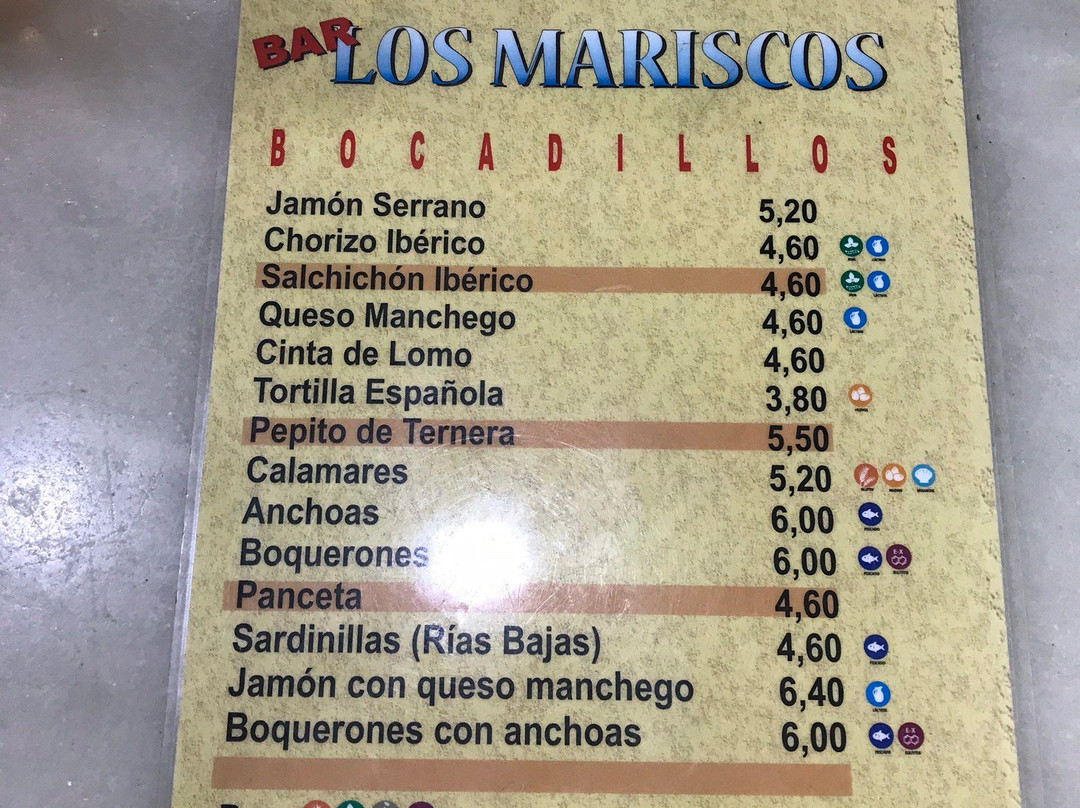 BAR LOS MARISCOS
BOCADILLOS
Jamón Serrano 5,20
Chorizo Ibérico 4,60
Salchichón Ibérico 4,60
Queso Manchego 4,60
Cinta de Lomo 4,60
Tortilla Española 3,80
Pepito de Ternera 5,50
Calamares 5,20
Anchoas 6,00
Boquerones 6,00
Panceta 4,60
Sardinillas (Rías Bajas) 4,60
Jamón con queso manchego 6,40
Boquerones con anchoas 6,00